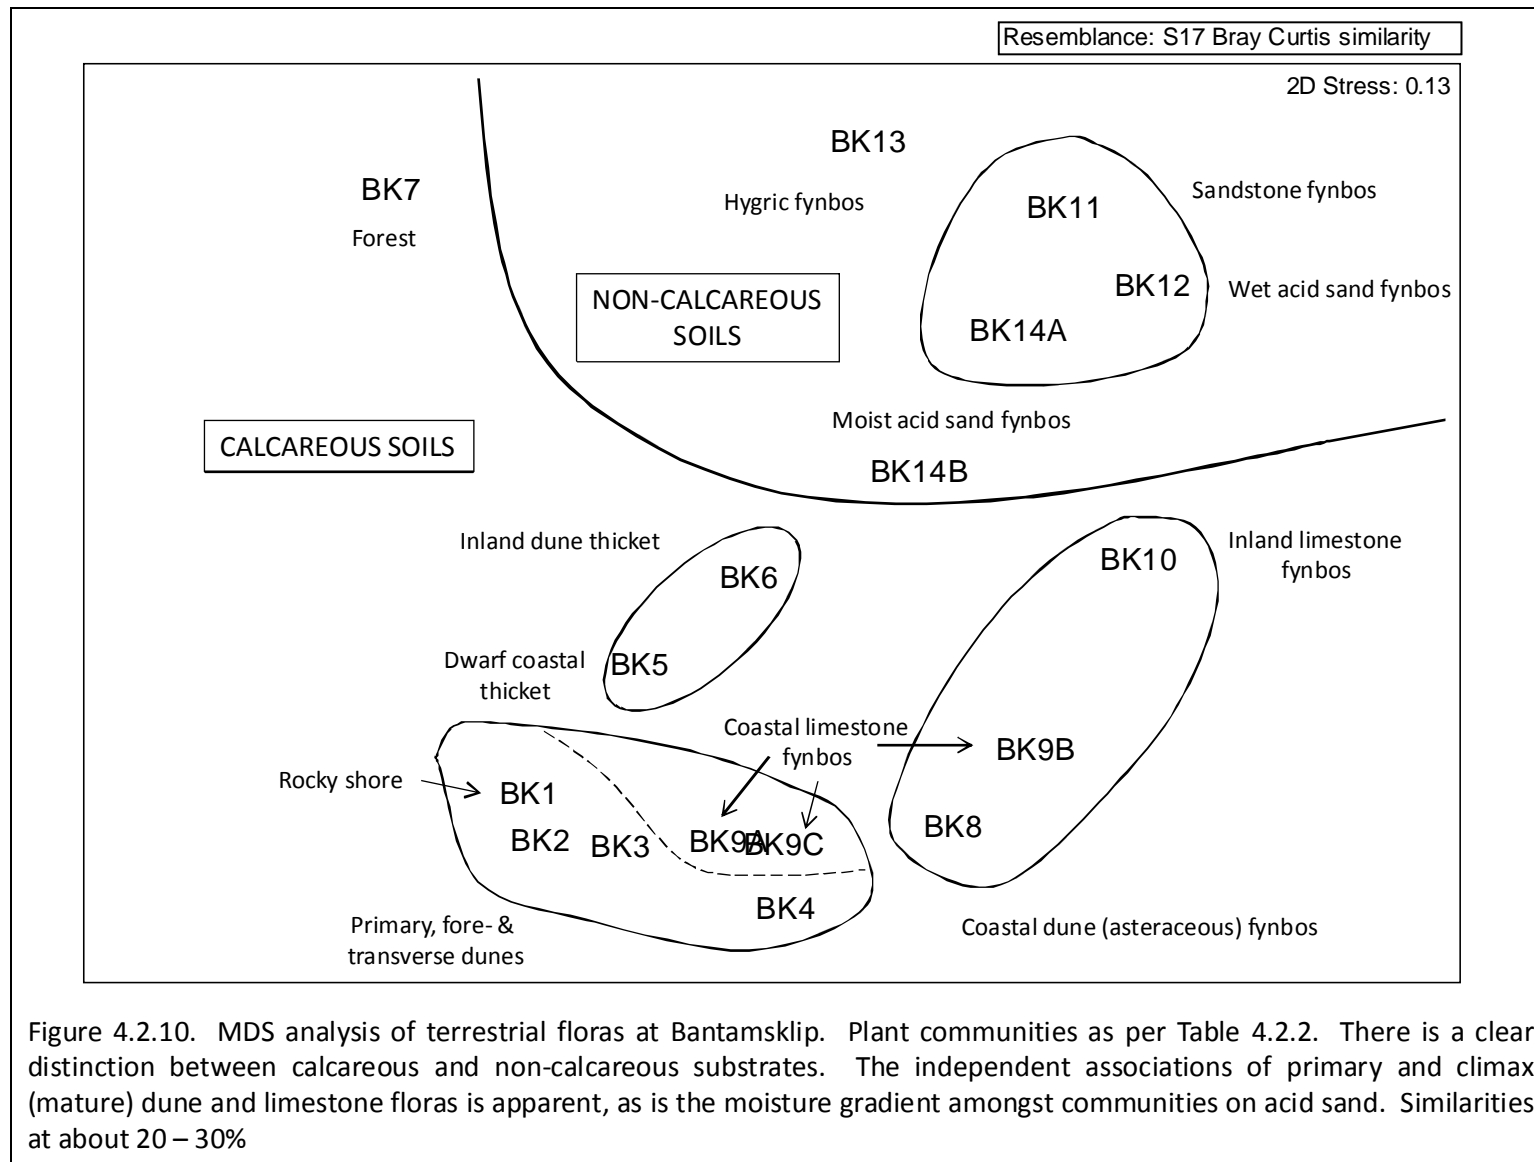 Resemblance: S17 Bray Curtis similarity
2D Stress: 0.13
BK13
BK7
Sandstone fynbos
Hygric fynbos
BK11
Forest
BK12
Wet acid sand fynbos
NON-CALCAREOUS
SOILS
BK14A
Moist acid sand fynbos
CALCAREOUS SOILS
BK14B
Inland dune thicket
Inland limestone
fynbos
BK10
BK6
Dwarf coastal
thicket
BK5
Coastal limestone
fynbos
BK9B
Rocky shore
BK1
BK2
BK3
BK9A
BK9C
BK8
BK4
Primary, fore- &
transverse dunes
Coastal dune (asteraceous) fynbos
Figure 4.2.10. MDS analysis of terrestrial floras at Bantamsklip. Plant communities as per Table 4.2.2. There is a clear
distinction between calcareous and non-calcareous substrates. The independent associations of primary and climax
(mature) dune and limestone floras is apparent, as is the moisture gradient amongst communities on acid sand. Similarities
at about 20 – 30%